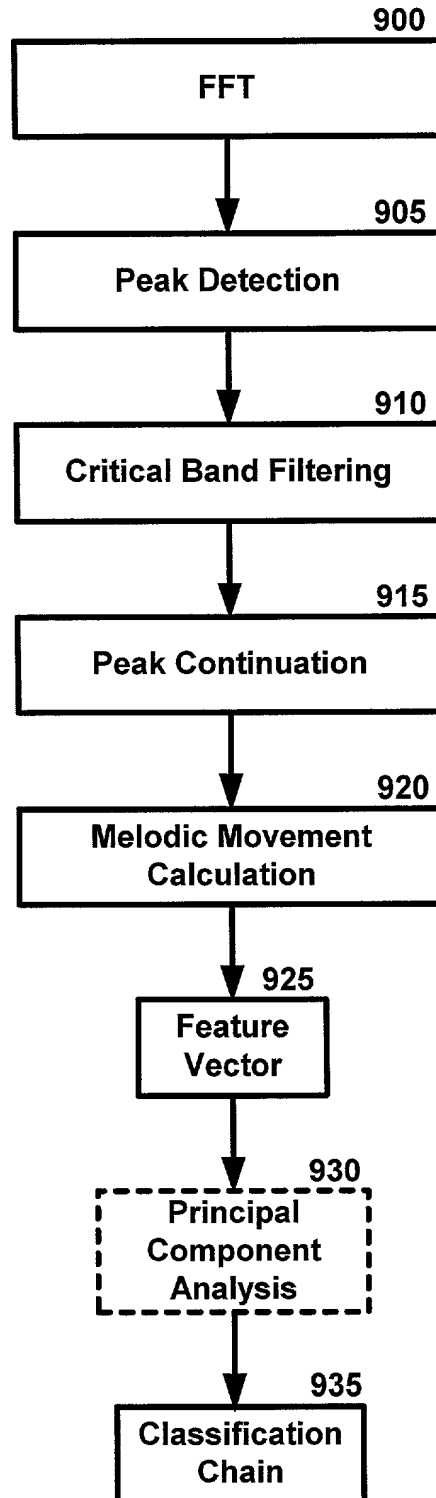 900
FFT
905
Peak Detection
910
Critical Band Filtering
915
Peak Continuation
920
Melodic Movement
Calculation
925
Feature
Vector
930
Principal
Component
Analysis
935
Classification
Chain